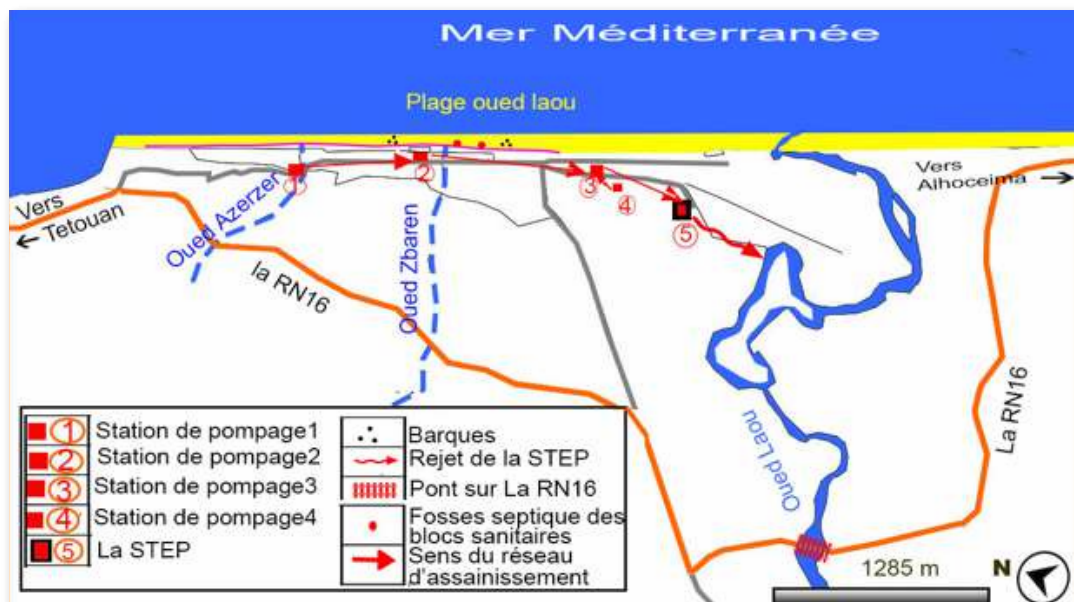 Mer Méditerranée
Plage oued laou
Vers
Alhoceima
Vers
Tetouan
Oued Azerzer
la RN16
Oued Zbaren
1
2
3
4
5
Oued Laou
La RN16
1285 m
N
1 Station de pompage1
2 Station de pompage2
3 Station de pompage3
4 Station de pompage4
5 La STEP
Barques
Rejet de la STEP
Pont sur La RN16
Fosses septique des
blocs sanitaires
Sens du réseau
d'assainissement